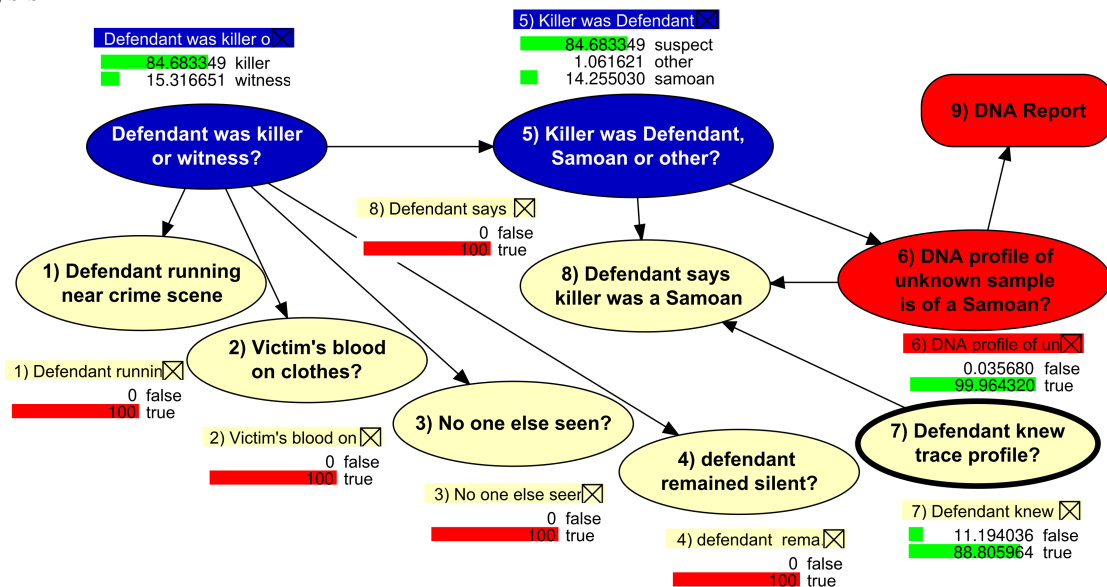 Defendant was killer o
84.683349 killer
15.316651 witness
5) Killer was Defendant
84.683349 suspect
1.061621 other
14.255030 samoan
9) DNA Report
Defendant was killer
or witness?
5) Killer was Defendant,
Samoan or other?
8) Defendant says
0 false
100 true
1) Defendant running
near crime scene
8) Defendant says
killer was a Samoan
6) DNA profile of
unknown sample
is of a Samoan?
6) DNA profile of un
0.035680 false
99.964320 true
2) Victim's blood
on clothes?
1) Defendant runnin
0 false
100 true
3) No one else seen?
7) Defendant knew
trace profile?
2) Victim's blood on
0 false
100 true
4) defendant
remained silent?
3) No one else seen
0 false
100 true
7) Defendant knew
11.194036 false
88.805964 true
4) defendant rema
0 false
100 true